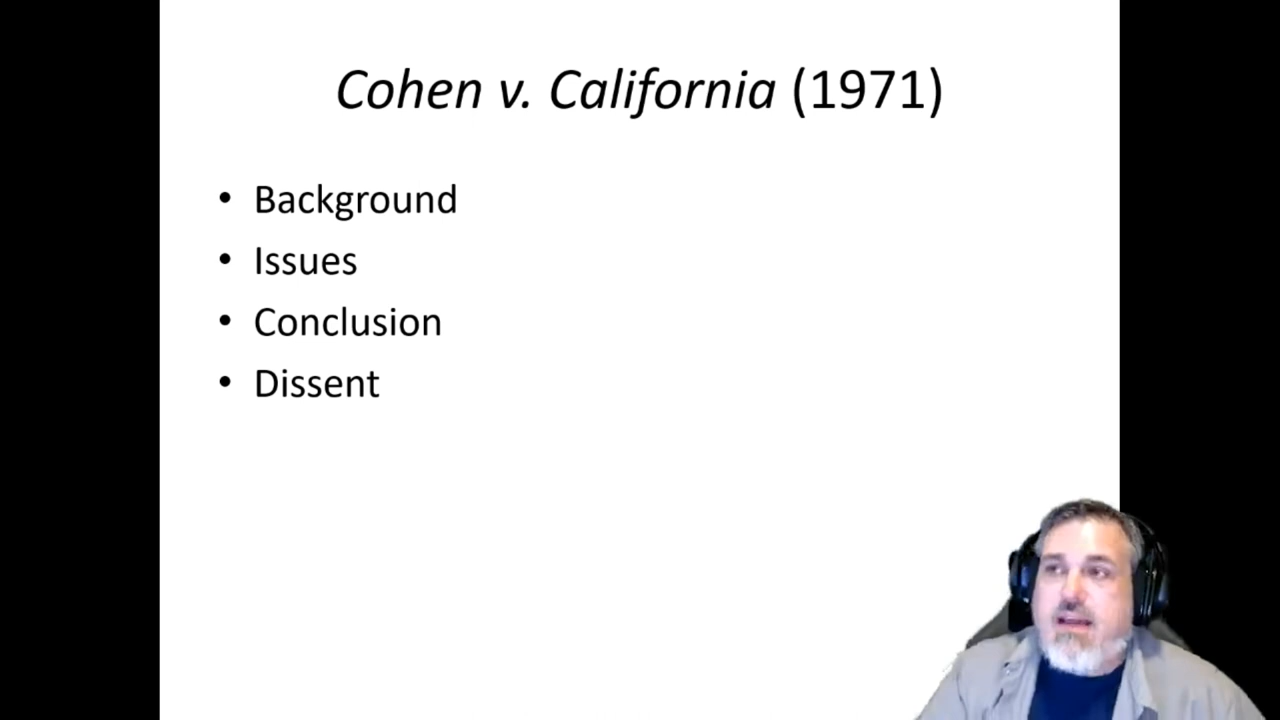 Cohen v. California (1971)
• Background
• Issues
• Conclusion
• Dissent